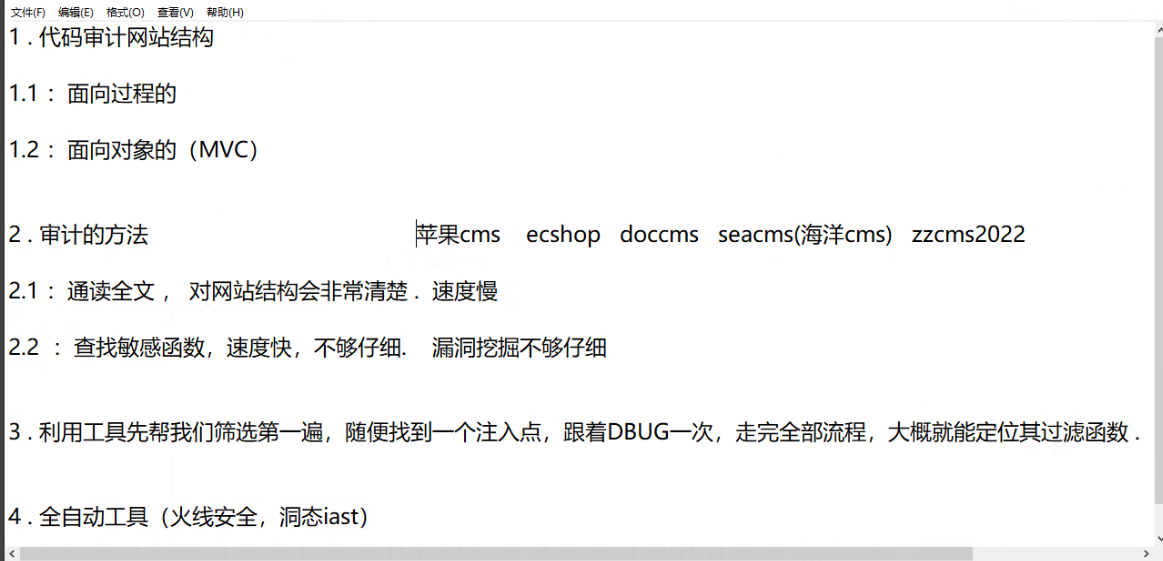 文件(F) 编辑(E) 格式(O) 查看(V) 帮助(H)
1 . 代码审计网站结构
1.1 ：面向过程的
1.2 ：面向对象的（MVC）
2 . 审计的方法 苹果cms ecshop doccms seacms(海洋cms) zzcms2022
2.1 ：通读全文 ， 对网站结构会非常清楚 . 速度慢
2.2 ：查找敏感函数，速度快，不够仔细. 漏洞挖掘不够仔细
3 . 利用工具先帮我们筛选第一遍，随便找到一个注入点，跟着DBUG一次，走完全部流程，大概就能定位其过滤函数 .
4 . 全自动工具（火线安全，洞态iast）